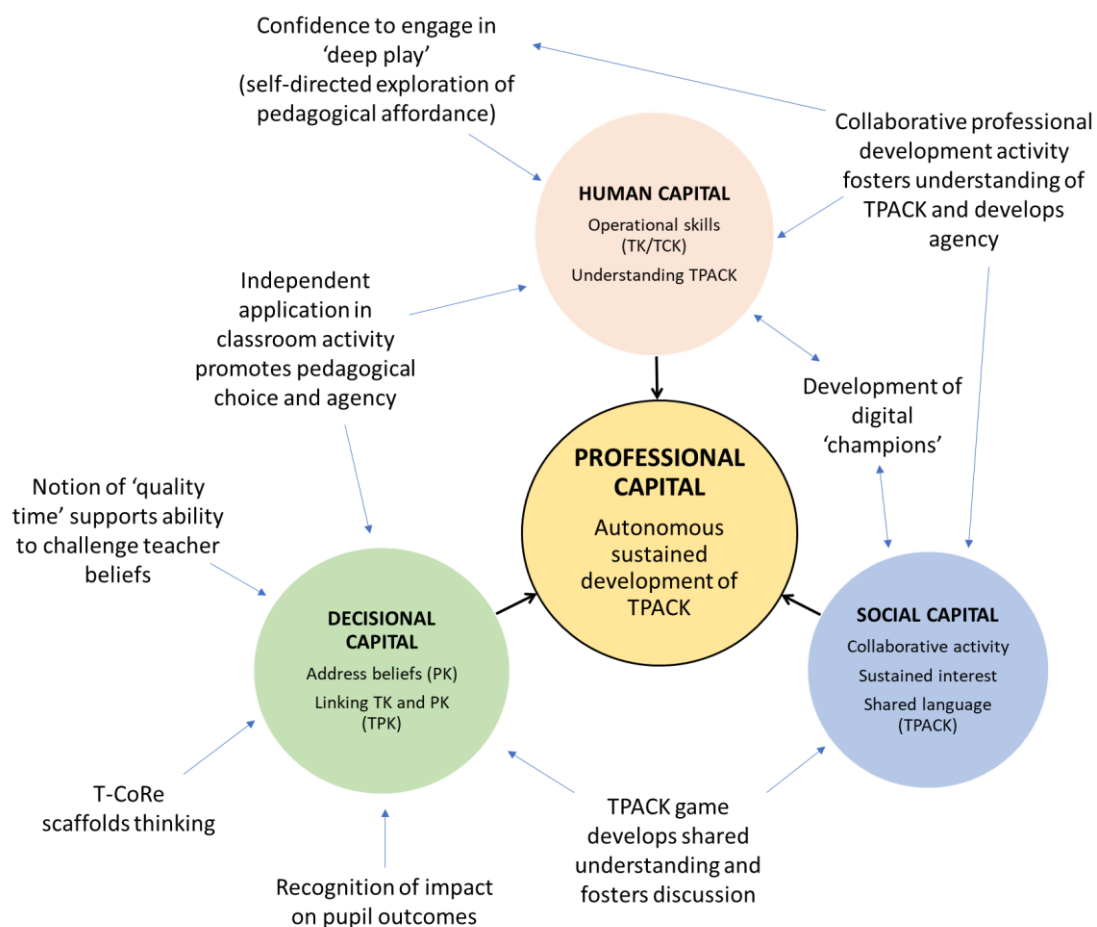 Confidence to engage in
‘deep play’
(self-directed exploration of
pedagogical affordance)
Collaborative professional
development activity
fosters understanding of
TPACK and develops
agency
HUMAN CAPITAL
Operational skills
(TK/TCK)
Understanding TPACK
Independent
application in
classroom activity
promotes pedagogical
choice and agency
Development of
digital
‘champions’
PROFESSIONAL
CAPITAL
Autonomous
sustained
development of
TPACK
Notion of ‘quality
time’ supports ability
to challenge teacher
beliefs
DECISIONAL
CAPITAL
Address beliefs (PK)
Linking TK and PK
(TPK)
SOCIAL CAPITAL
Collaborative activity
Sustained interest
Shared language
(TPACK)
T-CoRe
scaffolds thinking
TPACK game
develops shared
understanding and
fosters discussion
Recognition of impact
on pupil outcomes